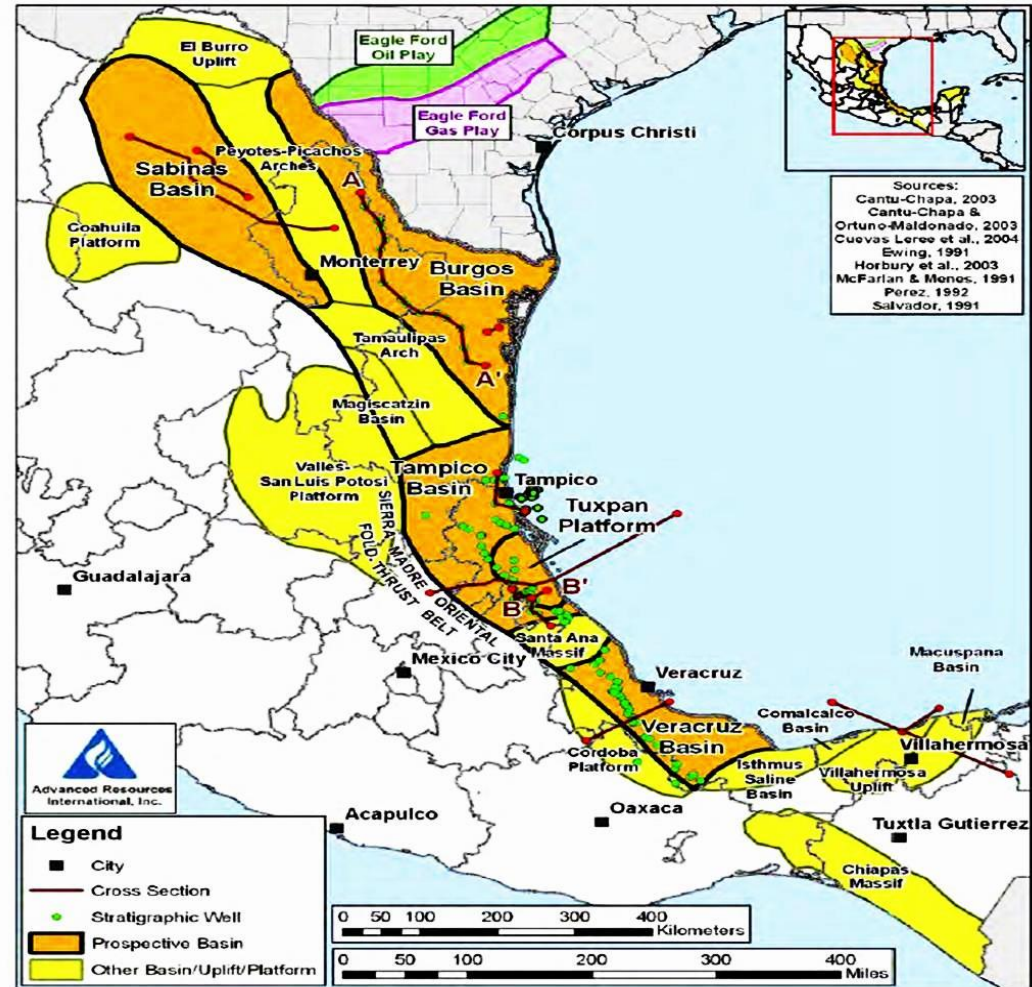 El Burro
Uplift
Eagle Ford
Oil Play
Eagle Ford
Gas Play
Corpus Christi
Peyotes-Picachos
Arches
Sabinas
Basin
A
Coahuila
Platform
Monterrey
Burgos
Basin
Sources:
Cantu-Chapa, 2003
Cantu-Chapa &
Ortuno-Maldonado, 2003
Cuevas Leree et al., 2004
Ewing, 1991
Horbury et al., 2003
McFarlan & Menes, 1991
Perez, 1992
Salvador, 1991
Tamaulipas
Arch
A'
Magiscatzin
Basin
Valles-
San Luis Potosi
Platform
Tampico
Basin
Tampico
Tuxpan
Platform
SIERRA MADRE ORIENTAL
FOLD-THRUST BELT
Guadalajara
B
B'
Santa Ana
Massif
Mexico City
Veracruz
Macuspana
Basin
Comalcalco
Basin
Veracruz
Basin
Villahermosa
Cordoba
Platform
Isthmus
Saline
Basin
Villahermosa
Uplift
Advanced Resources
International, Inc.
Acapulco
Oaxaca
Tuxtla Gutierrez
Chiapas
Massif
Legend
City
Cross Section
Stratigraphic Well
Prospective Basin
Other Basin/Uplift/Platform
0 50 100 200 300 400
Kilometers
0 50 100 200 300 400
Miles